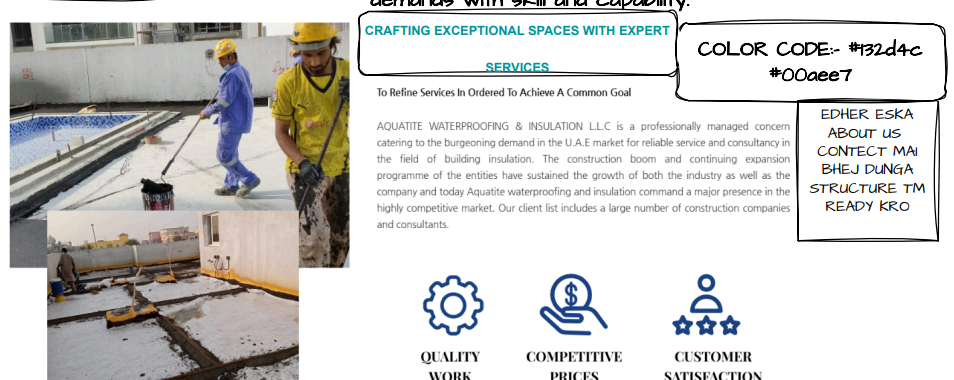 demands with skill and capability.
CRAFTING EXCEPTIONAL SPACES WITH EXPERT
SERVICES
COLOR CODE:- #132d4c
#00aee7
To Refine Services In Ordered To Achieve A Common Goal
AQUATITE WATERPROOFING & INSULATION L.L.C is a professionally managed concern
catering to the burgeoning demand in the U.A.E market for reliable service and consultancy in
the field of building insulation. The construction boom and continuing expansion
programme of the entities have sustained the growth of both the industry as well as the
company and today Aquatite waterproofing and insulation command a major presence in the
highly competitive market. Our client list includes a large number of construction companies
and consultants.
EDHER ESKA
ABOUT US
CONTECT MAI
BHEJ DUNGA
STRUCTURE TM
READY KRO
QUALITY
WORK
COMPETITIVE
PRICES
CUSTOMER
SATISFACTION